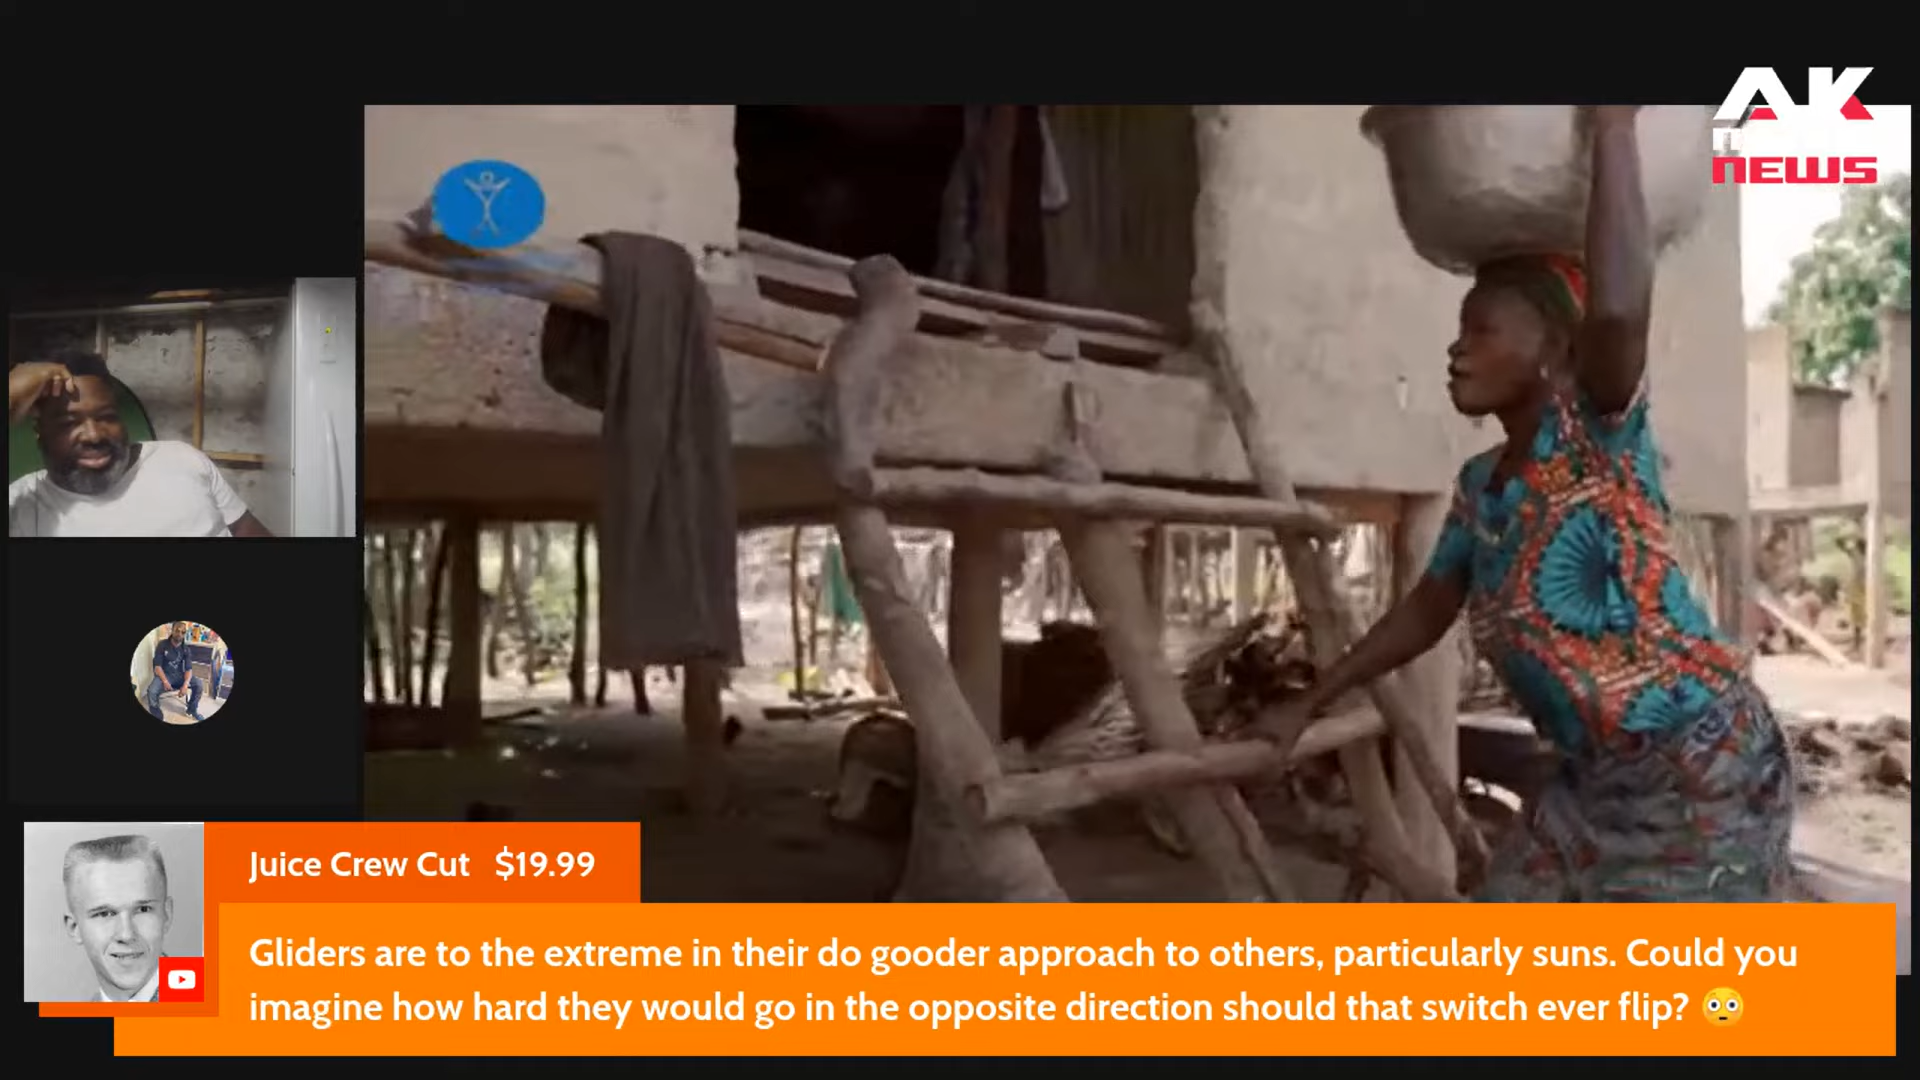 AK
NEWS
Juice Crew Cut $19.99
Gliders are to the extreme in their do gooder approach to others, particularly suns. Could you
imagine how hard they would go in the opposite direction should that switch ever flip? 😳